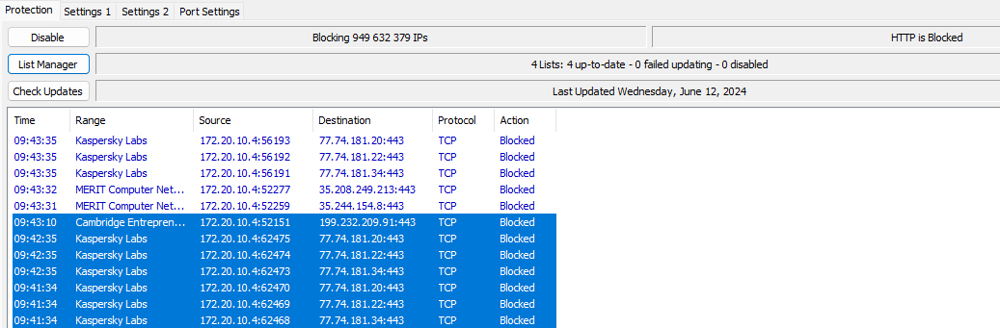 Protection Settings 1 Settings 2 Port Settings
Disable Blocking 949 632 379 IPs HTTP is Blocked
List Manager 4 Lists: 4 up-to-date - 0 failed updating - 0 disabled
Check Updates Last Updated Wednesday, June 12, 2024
Time Range Source Destination Protocol Action
09:43:35 Kaspersky Labs 172.20.10.4:56193 77.74.181.20:443 TCP Blocked
09:43:35 Kaspersky Labs 172.20.10.4:56192 77.74.181.22:443 TCP Blocked
09:43:35 Kaspersky Labs 172.20.10.4:56191 77.74.181.34:443 TCP Blocked
09:43:32 MERIT Computer Net... 172.20.10.4:52277 35.208.249.213:443 TCP Blocked
09:43:31 MERIT Computer Net... 172.20.10.4:52259 35.244.154.8:443 TCP Blocked
09:43:10 Cambridge Entrepren... 172.20.10.4:52151 199.232.209.91:443 TCP Blocked
09:42:35 Kaspersky Labs 172.20.10.4:62475 77.74.181.20:443 TCP Blocked
09:42:35 Kaspersky Labs 172.20.10.4:62474 77.74.181.22:443 TCP Blocked
09:42:35 Kaspersky Labs 172.20.10.4:62473 77.74.181.34:443 TCP Blocked
09:41:34 Kaspersky Labs 172.20.10.4:62470 77.74.181.20:443 TCP Blocked
09:41:34 Kaspersky Labs 172.20.10.4:62469 77.74.181.22:443 TCP Blocked
09:41:34 Kaspersky Labs 172.20.10.4:62468 77.74.181.34:443 TCP Blocked